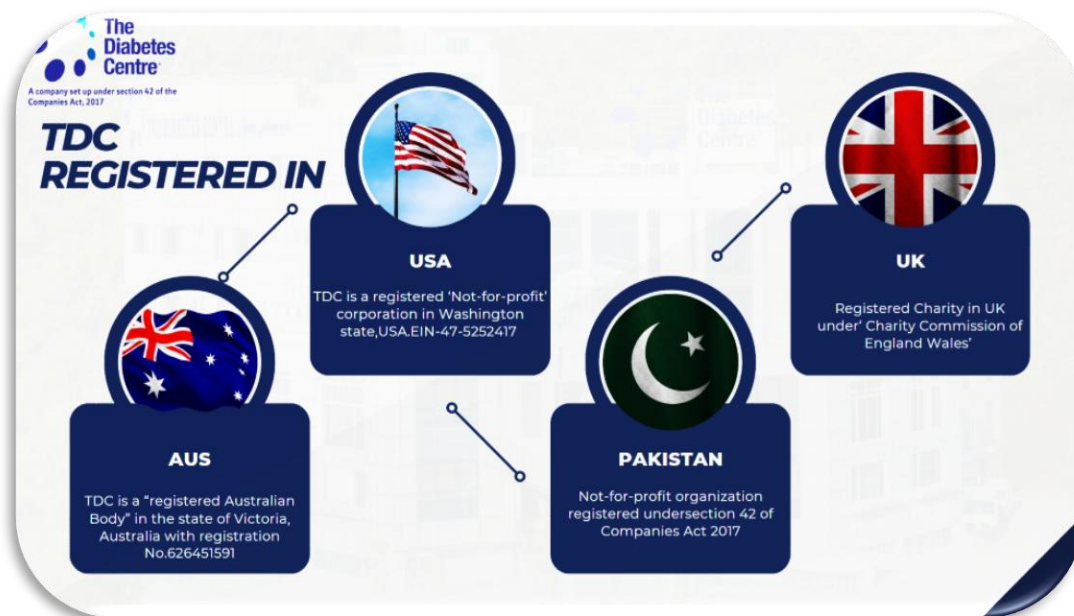 The
Diabetes
Centre
A company set up under section 42 of the
Companies Act, 2017
TDC
REGISTERED IN
USA
TDC is a registered ‘Not-for-profit’
corporation in Washington
state,USA.EIN-47-5252417
UK
Registered Charity in UK
under‘ Charity Commission of
England Wales’
AUS
TDC is a “registered Australian
Body” in the state of Victoria,
Australia with registration
No.626451591
PAKISTAN
Not-for-profit organization
registered undersection 42 of
Companies Act 2017
The
Diabetes
Centre